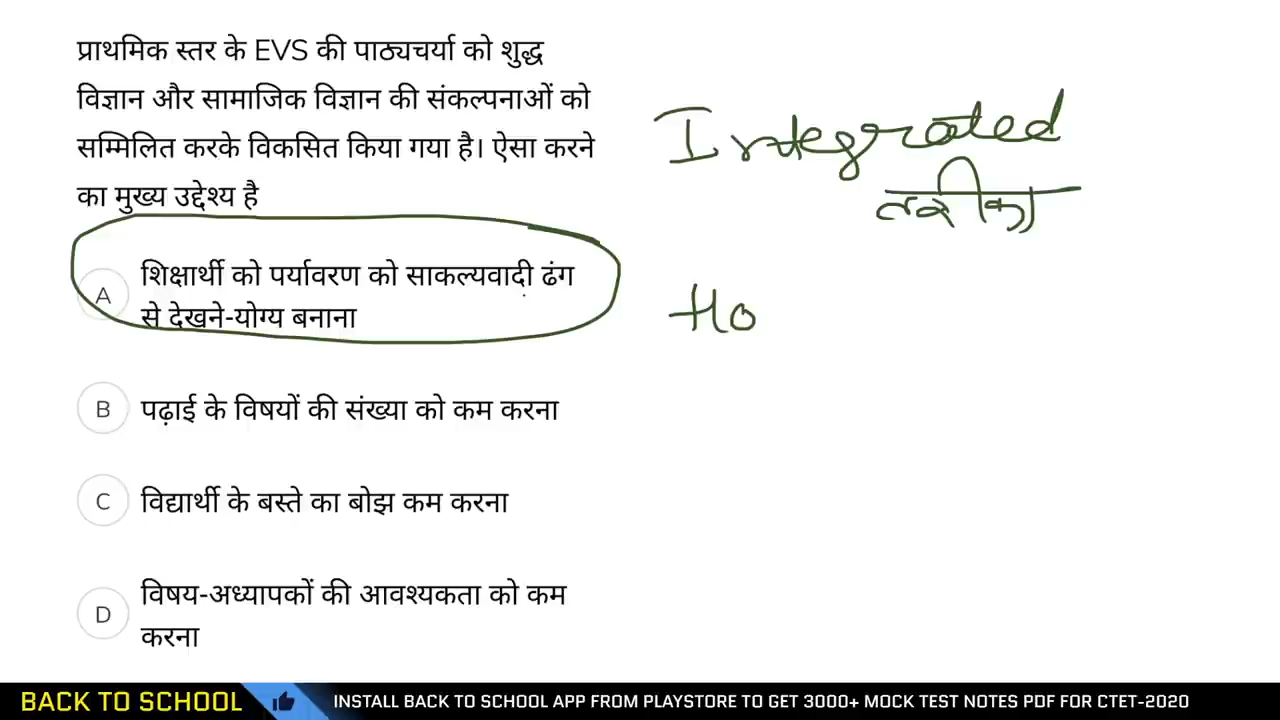 प्राथमिक स्तर के EVS की पाठ्यचर्या को शुद्ध
विज्ञान और सामाजिक विज्ञान की संकल्पनाओं को
सम्मिलित करके विकसित किया गया है। ऐसा करने
का मुख्य उद्देश्य है
A शिक्षार्थी को पर्यावरण को साकल्यवादी ढंग
से देखने-योग्य बनाना
B पढ़ाई के विषयों की संख्या को कम करना
C विद्यार्थी के बस्ते का बोझ कम करना
D विषय-अध्यापकों की आवश्यकता को कम
करना
Integrated
तरीका
Ho
BACK TO SCHOOL
INSTALL BACK TO SCHOOL APP FROM PLAYSTORE TO GET 3000+ MOCK TEST NOTES PDF FOR CTET-2020